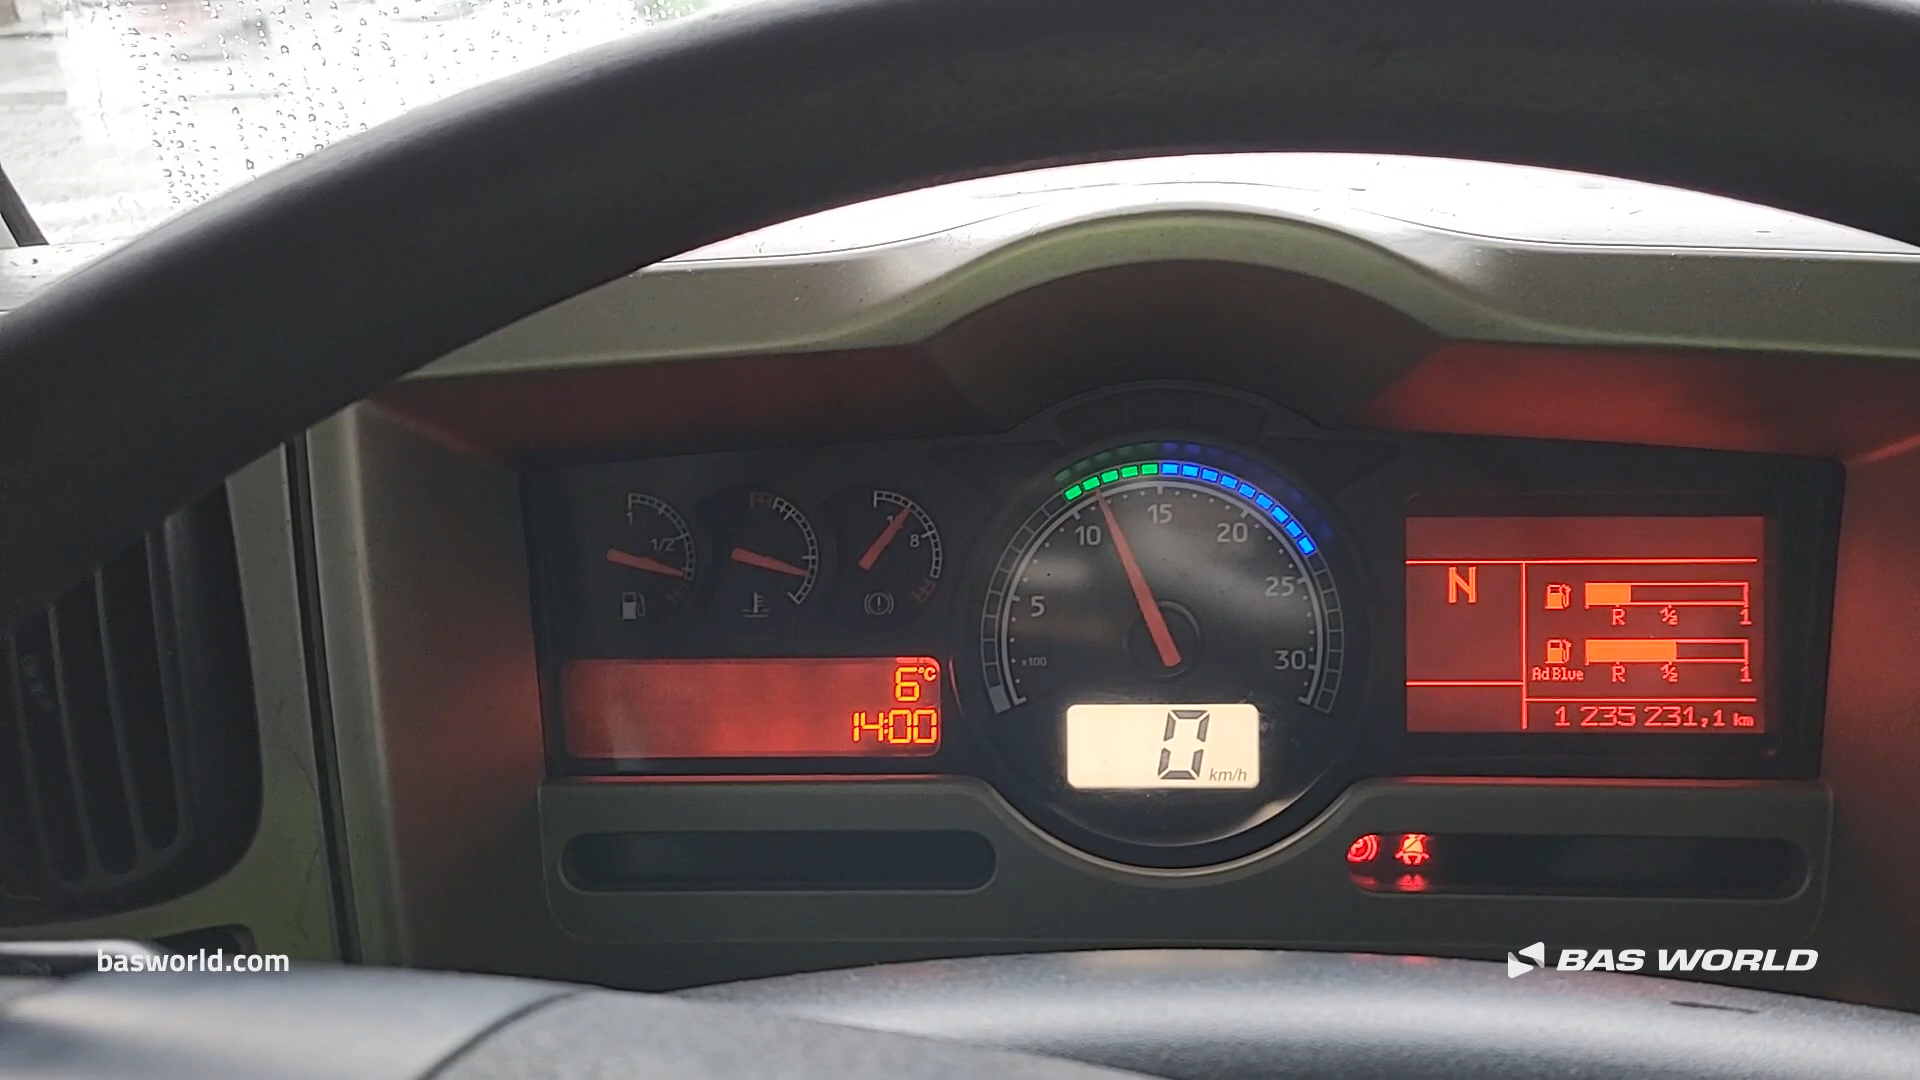 1
1/2
8
10
15
20
5
25
x100
30
6°C
14:00
0
km/h
N
R ½ 1
AdBlue R ½ 1
1 235 231,1 km
basworld.com
BAS WORLD